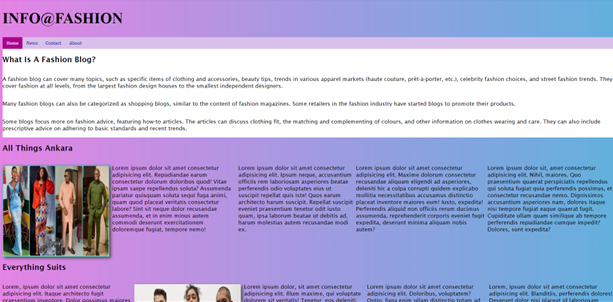 INFO@FASHION
Home News Contact about
What Is A Fashion Blog?
A fashion blog can cover many topics, such as specific items of clothing and accessories, beauty tips, trends in various apparel markets (haute couture, prêt-à-porter, etc.), celebrity fashion choices, and street fashion trends. They
cover fashion at all levels, from the largest fashion design houses to the smallest independent designers.
Many fashion blogs can also be categorized as shopping blogs, similar to the content of fashion magazines. Some retailers in the fashion industry have started blogs to promote their products.
Some blogs focus more on fashion advice, featuring how-to articles. The articles can discuss clothing fit, the matching and complementing of colours, and other information on clothes wearing and care. They can also include
prescriptive advice on adhering to basic standards and recent trends.
All Things Ankara
Lorem ipsum dolor sit amet consectetur
adipisicing elit. Repudiandae earum
consectetur dolorum doloribus quod! Vitae
ipsam saepe repellendus soluta? Assumenda
pariatur quisquam soluta sequi fuga animi,
quam quod placeat veritatis consectetur
labore? Sint sit neque dolor recusandae
assumenda, et in enim minus autem
commodi deserunt exercitationem
doloremque fugiat, tempore nemo!
Lorem ipsum dolor sit amet consectetur
adipisicing elit. Ipsum neque, accusantium
officiis rem laboriosam asperiores beatae
perferendis odio voluptates eius ut
suscipit repellat quis iste! Quos earum
architecto harum suscipit. Repellat suscipit
eveniet praesentium tenetur odit iusto
quam, ipsa laborum beatae ut debitis ad,
harum molestias autem recusandae modi
ex.
Lorem ipsum dolor sit amet consectetur
adipisicing elit. Maxime dolorum consectetur
recusandae aliquam eligendi ad asperiores,
deleniti hic a culpa corrupti quidem explicabo
mollitia necessitatibus accusamus ducimus
placeat inventore maiores eum! Iusto, expedita!
Perferendis aliquid non officiis rerum ducimus
assumenda, reprehenderit corporis eveniet fugit
expedita, deserunt minima aliquam nobis
autem?
Lorem ipsum dolor sit amet consectetur
adipisicing elit. Nihil, maiores. Quo
praesentium quaerat perspiciatis repellendus
qui soluta fugiat quia perferendis possimus, et
consectetur recusandae nemo. Dignissimos
accusantium asperiores nam, dolores itaque
nisi tempore fugiat eaque quaerat fugit.
Cupiditate ullam quam similique ab tempore
perferendis repudiandae cumque impedit?
Dolores, sunt expedita?
Everything Suits
Lorem, ipsum dolor sit amet consectetur
adipisicing elit. Itaque architecto fugit
Lorem, ipsum dolor sit amet consectetur
adipisicing elit. Illum maxime, qui voluptate
Lorem ipsum dolor sit amet consectetur
adipisicing elit. Doloribus, voluptatem?
Lorem ipsum dolor sit amet consectetur
adipisicing elit. Blanditiis, perferendis dolores